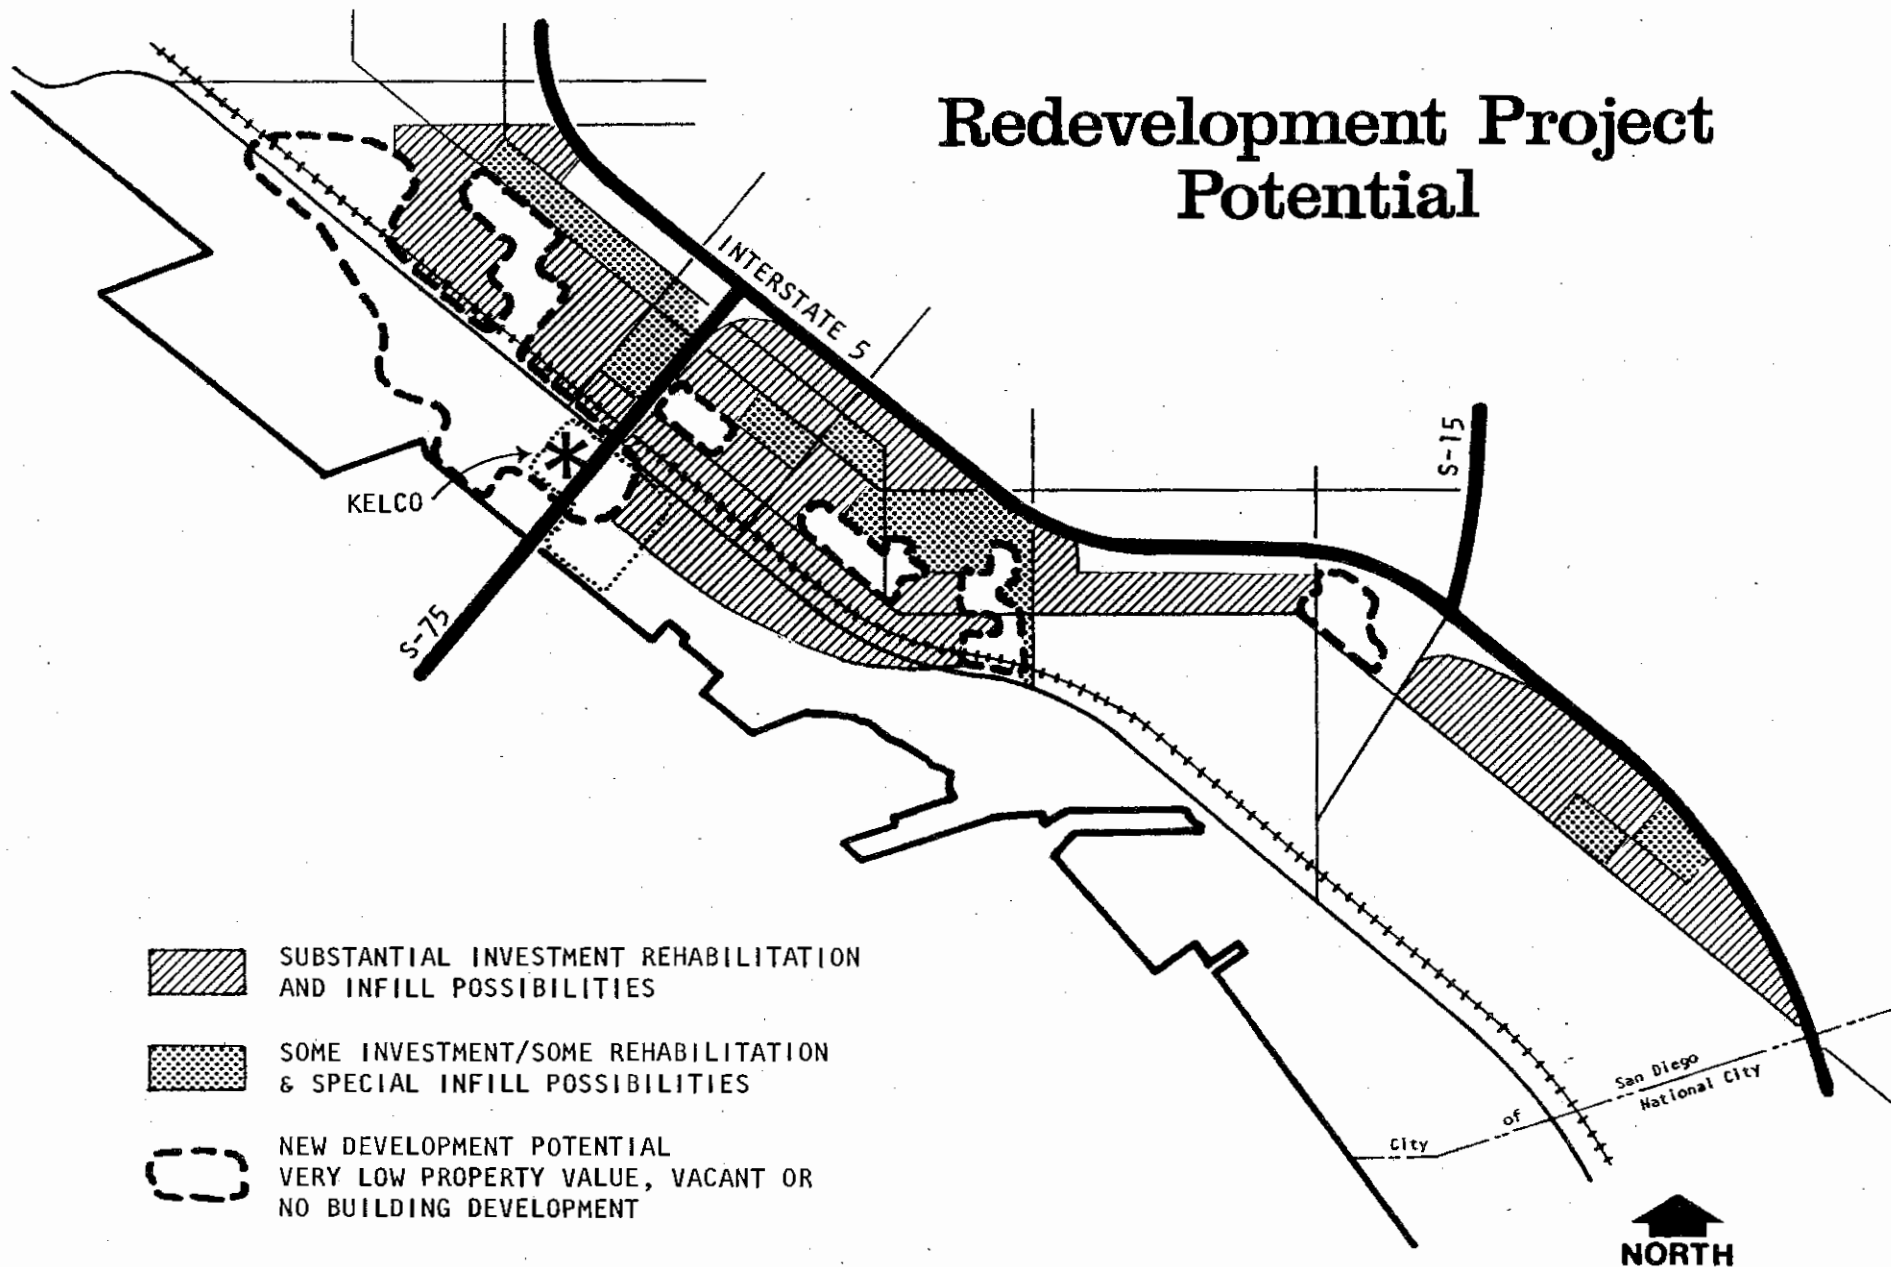 Redevelopment Project
Potential
INTERSTATE 5
S-15
KELCO
S-75
SUBSTANTIAL INVESTMENT REHABILITATION
AND INFILL POSSIBILITIES
SOME INVESTMENT/SOME REHABILITATION
& SPECIAL INFILL POSSIBILITIES
NEW DEVELOPMENT POTENTIAL
VERY LOW PROPERTY VALUE, VACANT OR
NO BUILDING DEVELOPMENT
City of San Diego
National City
NORTH